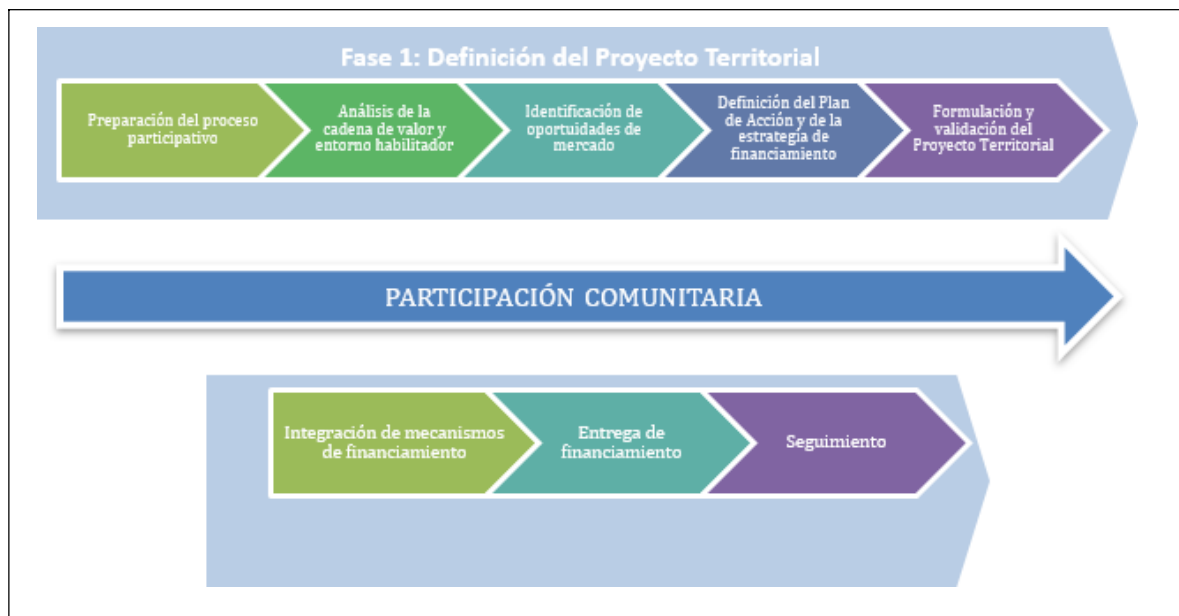 Fase 1: Definición del Proyecto Territorial
Preparación del proceso
participativo
Análisis de la
cadena de valor y
entorno habilitador
Identificación de
oportuidades de
mercado
Definición del Plan
de Acción y de la
estrategia de
financiamiento
Formulación y
validación del
Proyecto Territorial
PARTICIPACIÓN COMUNITARIA
Integración de mecanismos
de financiamiento
Entrega de
financiamiento
Seguimiento